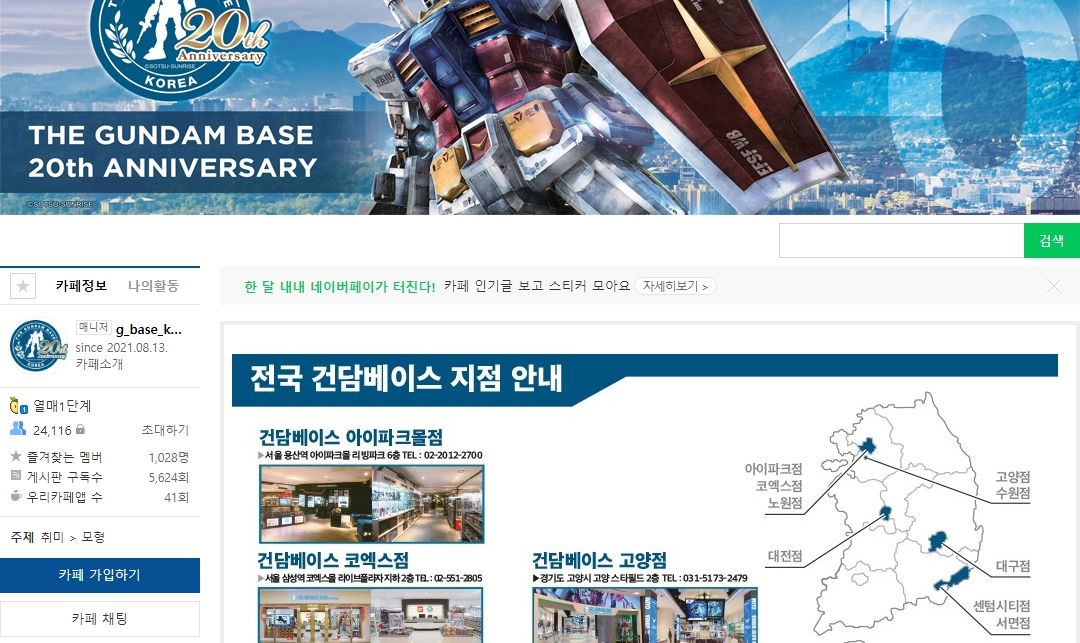 20th
Anniversary
©SOTSU·SUNRISE
KOREA
THE GUNDAM BASE
20th ANNIVERSARY
©SOTSU·SUNRISE
EFSF WB
검색
카페정보 나의활동
한 달 내내 네이버페이가 터진다! 카페 인기글 보고 스티커 모아요 자세히보기 >
매니저 g_base_k...
since 2021.08.13.
카페소개
열매1단계
24,116 초대하기
즐겨찾는 멤버 1,028명
게시판 구독수 5,624회
우리카페앱 수 41회
주제 취미 > 모형
카페 가입하기
카페 채팅
전국 건담베이스 지점 안내
건담베이스 아이파크몰점
▶서울 용산역 아이파크몰 리빙파크 6층 TEL : 02-2012-2700
건담베이스 코엑스점
▶서울 삼성역 코엑스몰 라이브플라자 지하 2층 TEL : 02-551-2805
건담베이스 고양점
▶경기도 고양시 고양 스타필드 2층 TEL : 031-5173-2479
아이파크점
코엑스점
노원점
고양점
수원점
대전점
대구점
센텀시티점
서면점